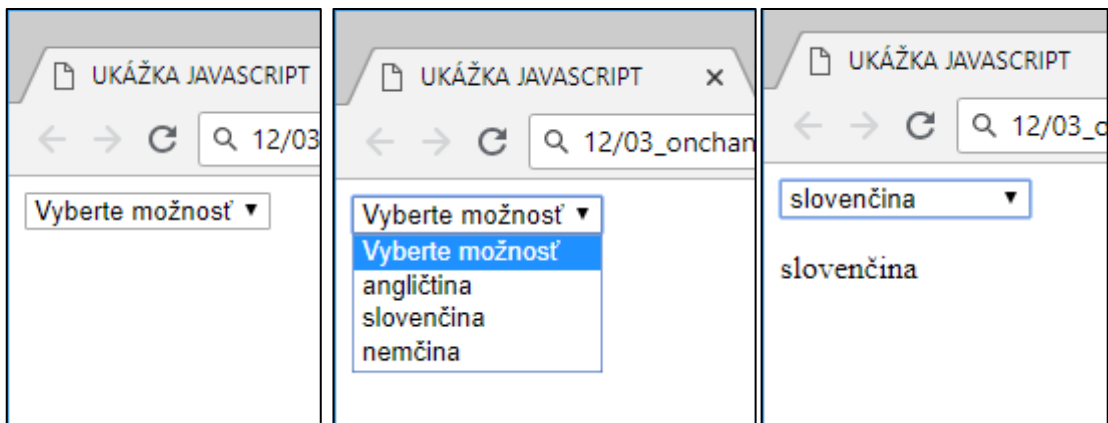 UKÁŽKA JAVASCRIPT
12/03
Vyberte možnosť
UKÁŽKA JAVASCRIPT
12/03_onchan
Vyberte možnosť
Vyberte možnosť
angličtina
slovenčina
nemčina
UKÁŽKA JAVASCRIPT
12/03_o
slovenčina
slovenčina